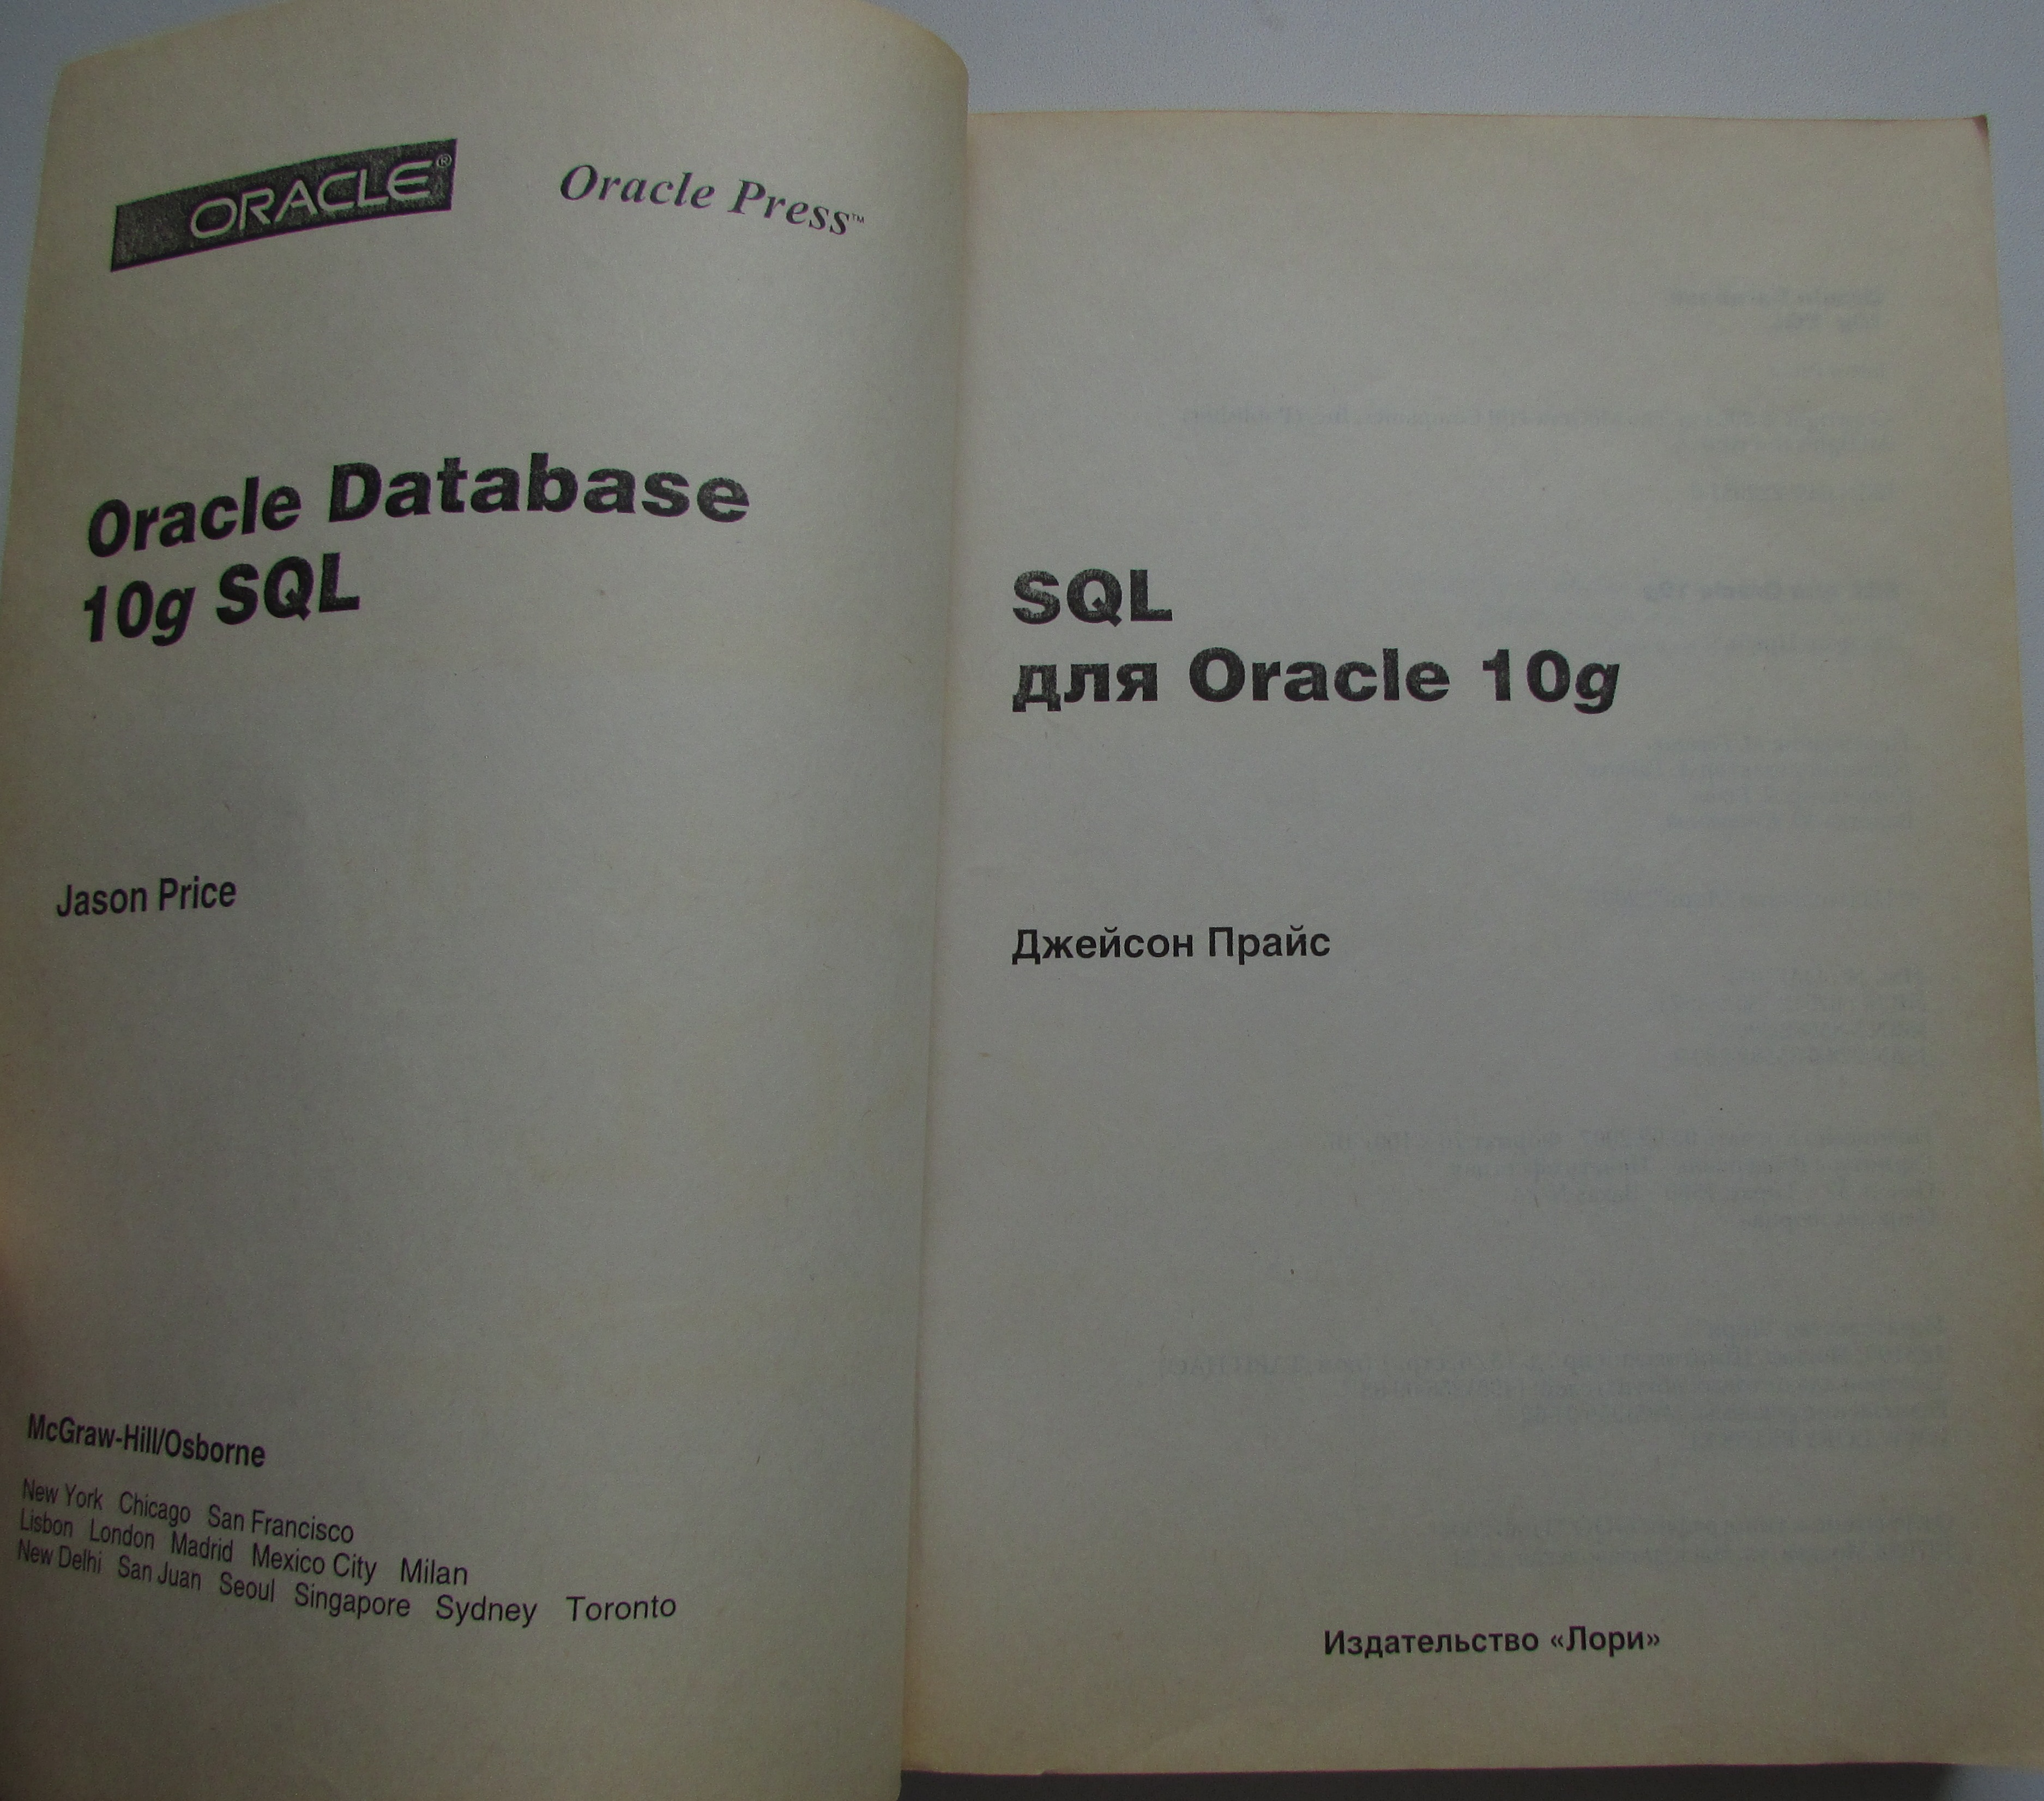 ORACLE®
Oracle Press™
Oracle Database
10g SQL
Jason Price
McGraw-Hill/Osborne
New York Chicago San Francisco
Lisbon London Madrid Mexico City Milan
New Delhi San Juan Seoul Singapore Sydney Toronto
SQL
для Oracle 10g
Джейсон Прайс
Издательство «Лори»